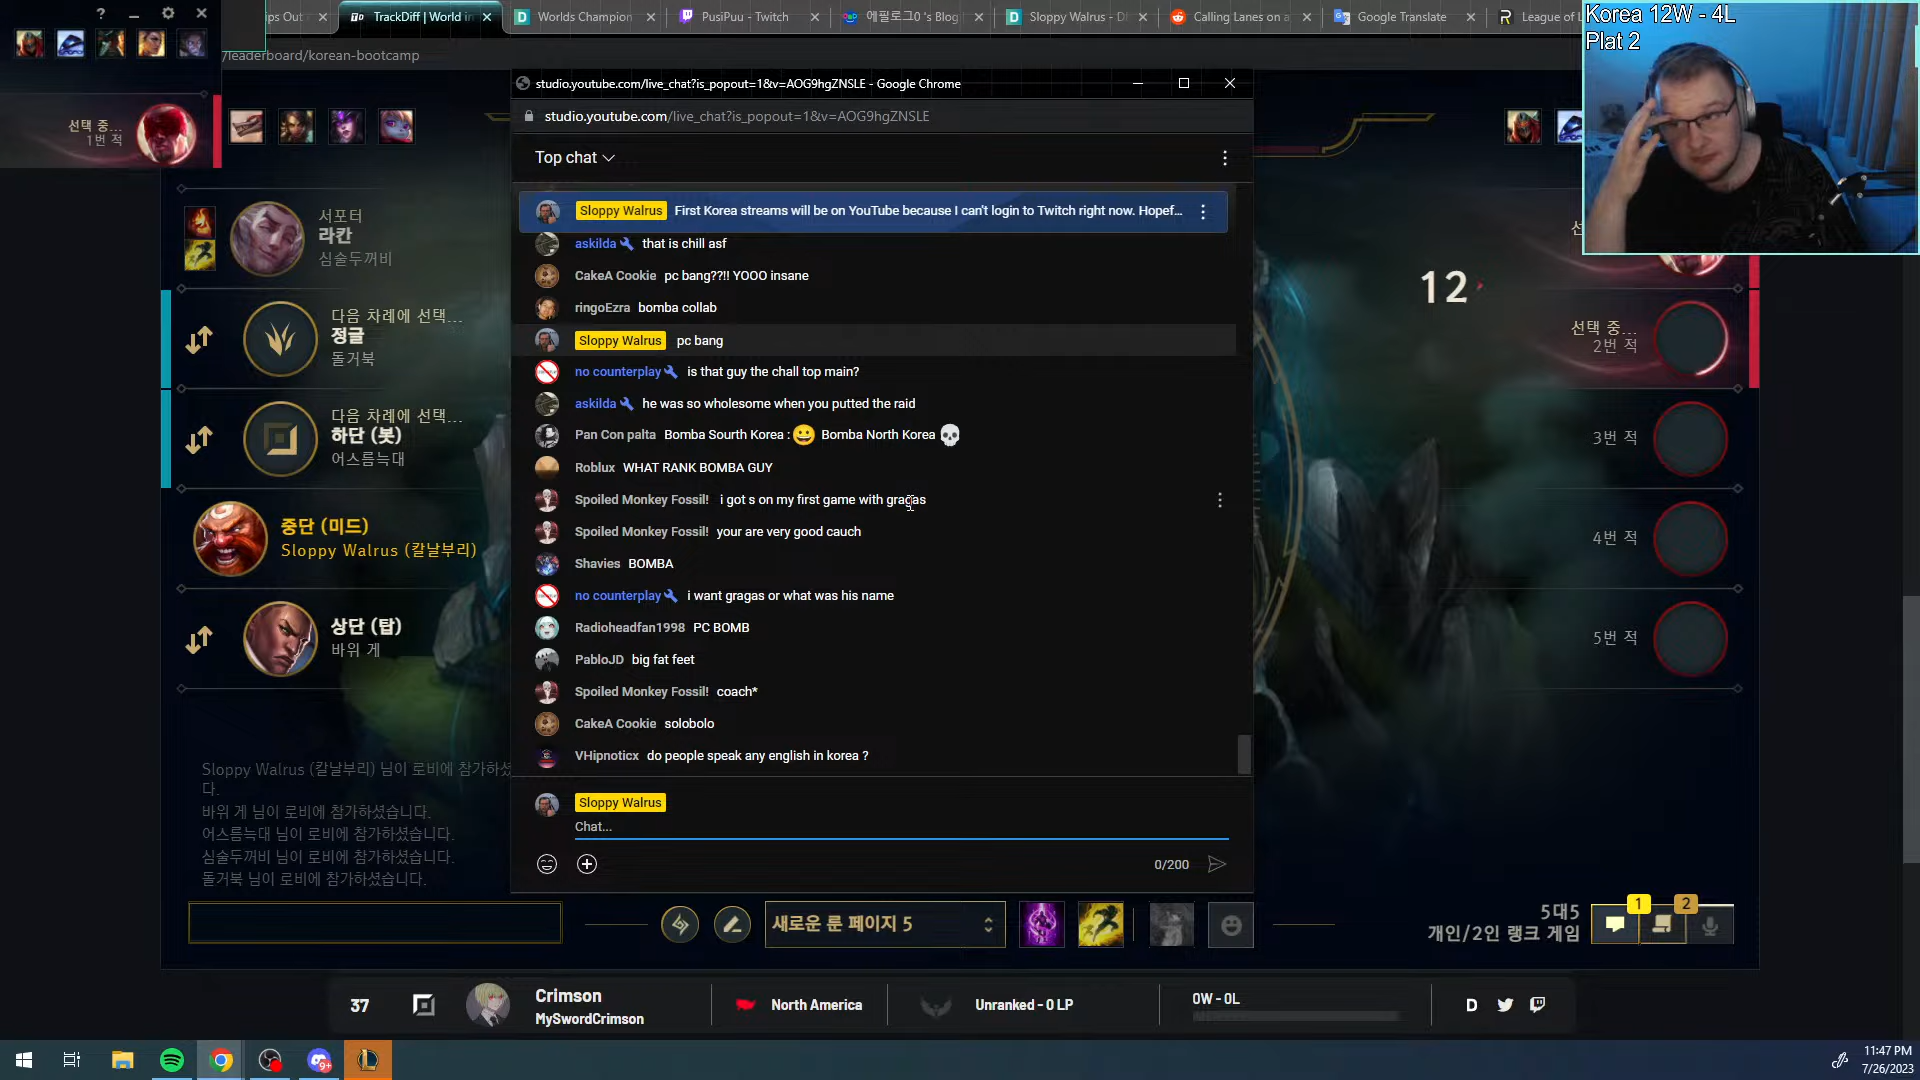 ips Out
TrackDiff | World in
Worlds Champion
PusiPuu - Twitch
애필로그0 's Blog
Sloppy Walrus - D
Calling Lanes on a
Google Translate
League of L
/leaderboard/korean-bootcamp
Korea 12W - 4L
Plat 2
선택 중...
1번 적
studio.youtube.com/live_chat?is_popout=1&v=AOG9hgZNSLE - Google Chrome
studio.youtube.com/live_chat?is_popout=1&v=AOG9hgZNSLE
Top chat
Sloppy Walrus First Korea streams will be on YouTube because I can't login to Twitch right now. Hopef...
askilda that is chill asf
CakeA Cookie pc bang??!! YOOO insane
ringoEzra bomba collab
Sloppy Walrus pc bang
no counterplay is that guy the chall top main?
askilda he was so wholesome when you putted the raid
Pan Con palta Bomba Sourth Korea :😀 Bomba North Korea 💀
Roblux WHAT RANK BOMBA GUY
Spoiled Monkey Fossil! i got s on my first game with gragas
Spoiled Monkey Fossil! your are very good cauch
Shavies BOMBA
no counterplay i want gragas or what was his name
Radioheadfan1998 PC BOMB
PabloJD big fat feet
Spoiled Monkey Fossil! coach*
CakeA Cookie solobolo
VHipnoticx do people speak any english in korea ?
Sloppy Walrus
Chat...
0/200
서포터
라칸
심술두꺼비
다음 차례에 선택...
정글
돌거북
다음 차례에 선택...
하단 (봇)
어스름늑대
중단 (미드)
Sloppy Walrus (칼날부리)
상단 (탑)
바위 게
Sloppy Walrus (칼날부리) 님이 로비에 참가하셨
다.
바위 게 님이 로비에 참가하셨습니다.
어스름늑대 님이 로비에 참가하셨습니다.
심술두꺼비 님이 로비에 참가하셨습니다.
돌거북 님이 로비에 참가하셨습니다.
12
선택 중...
2번 적
3번 적
4번 적
5번 적
새로운 룬 페이지 5
5대5
개인/2인 랭크 게임
1
2
37
Crimson
MySwordCrimson
North America
Unranked - 0 LP
0W - 0L
9+
11:47 PM
7/26/2023